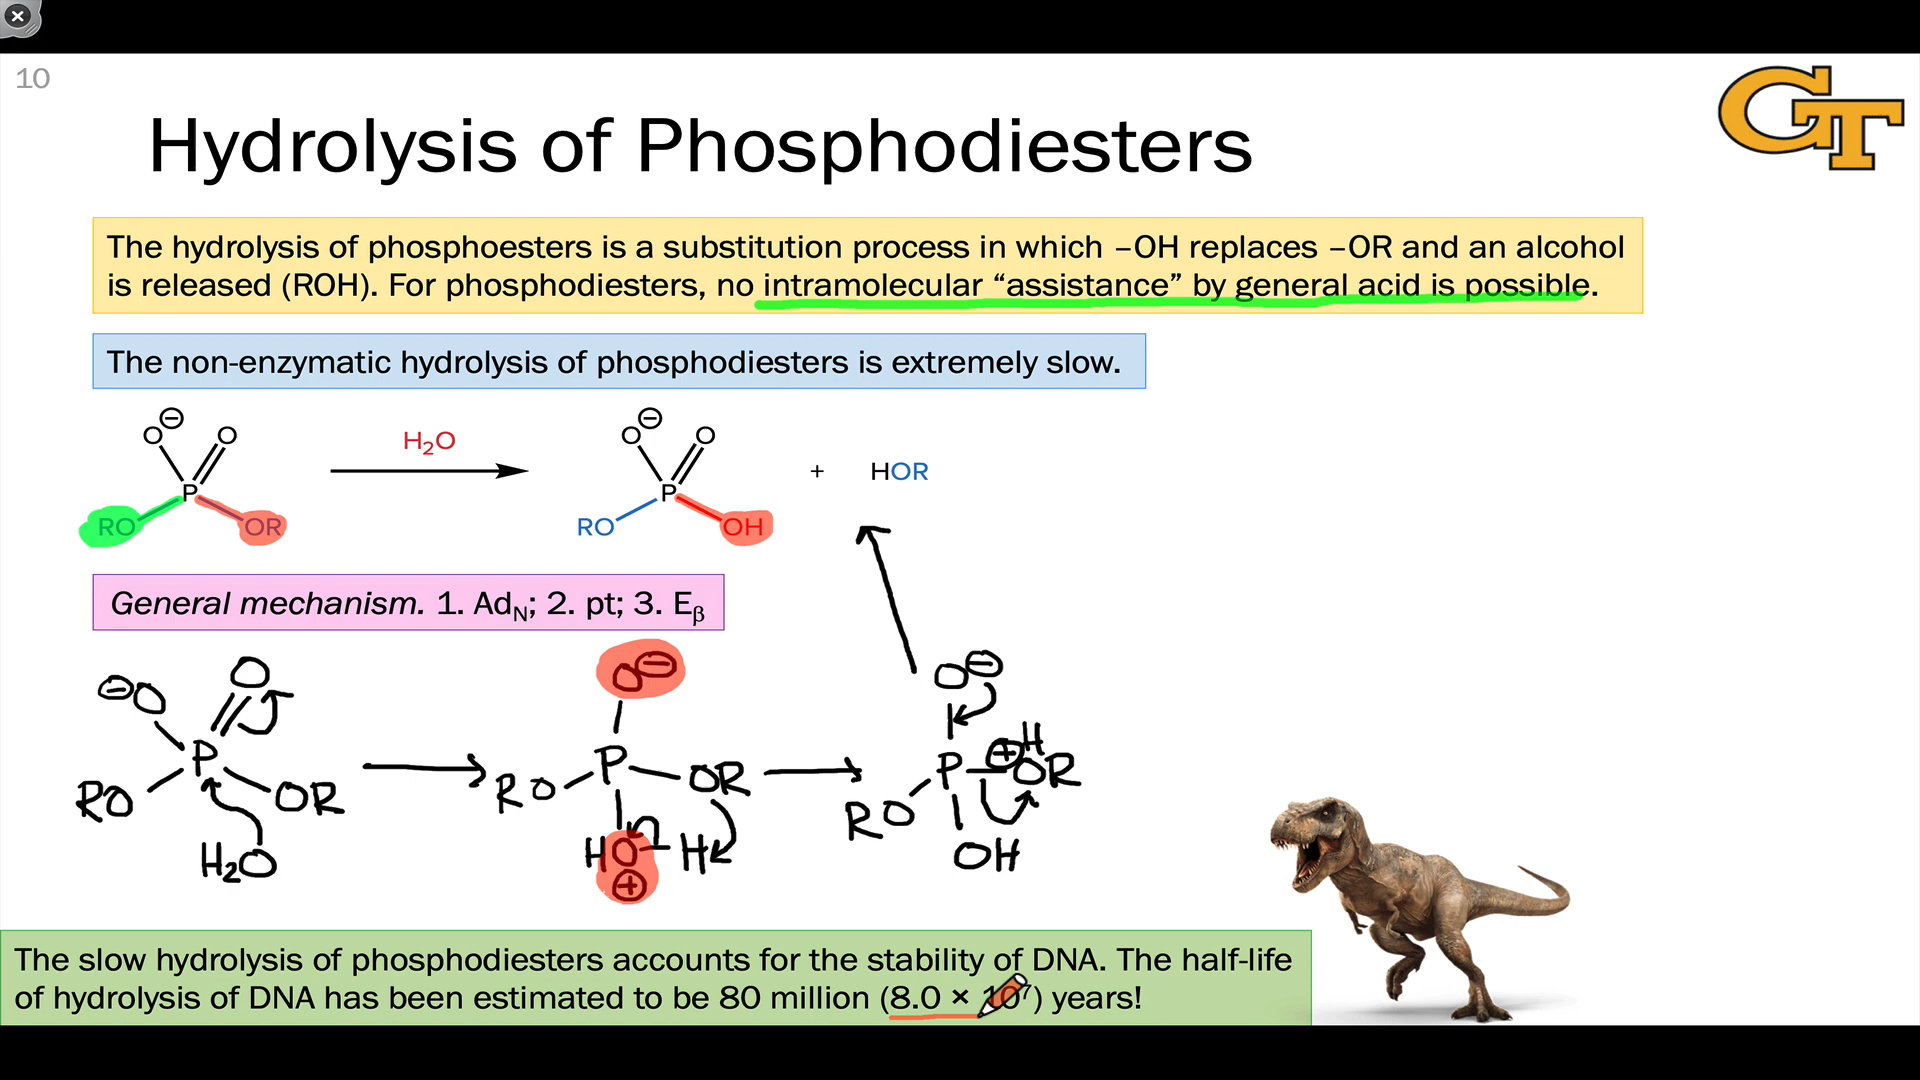 10
GT
Hydrolysis of Phosphodiesters
The hydrolysis of phosphoesters is a substitution process in which –OH replaces –OR and an alcohol
is released (ROH). For phosphodiesters, no intramolecular “assistance” by general acid is possible.
The non-enzymatic hydrolysis of phosphodiesters is extremely slow.
O⊖ O
P
RO OR
H₂O
O⊖ O
P
RO OH
+ HOR
General mechanism. 1. Ad_N; 2. pt; 3. E_β
⊖O O
P
RO OR
H₂O
O⊖
P
RO OR
HO H
⊕
O⊖
H
P ⊕OR
RO
OH
The slow hydrolysis of phosphodiesters accounts for the stability of DNA. The half-life
of hydrolysis of DNA has been estimated to be 80 million (8.0 × 10⁷) years!